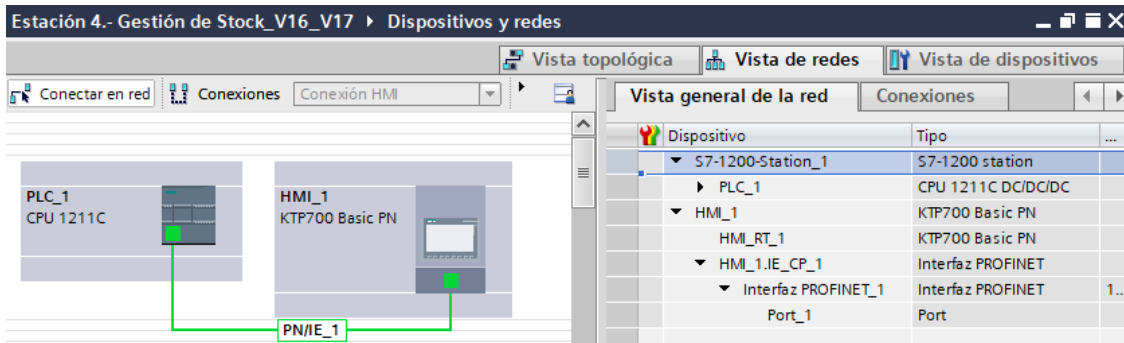 Estación 4.- Gestión de Stock_V16_V17 ▸ Dispositivos y redes
Vista topológica Vista de redes Vista de dispositivos
Conectar en red Conexiones Conexión HMI
Vista general de la red Conexiones
Dispositivo Tipo ...
S7-1200-Station_1 S7-1200 station
PLC_1 CPU 1211C DC/DC/DC
HMI_1 KTP700 Basic PN
HMI_RT_1 KTP700 Basic PN
HMI_1.IE_CP_1 Interfaz PROFINET
Interfaz PROFINET_1 Interfaz PROFINET 1...
Port_1 Port
PLC_1
CPU 1211C
HMI_1
KTP700 Basic PN
PN/IE_1